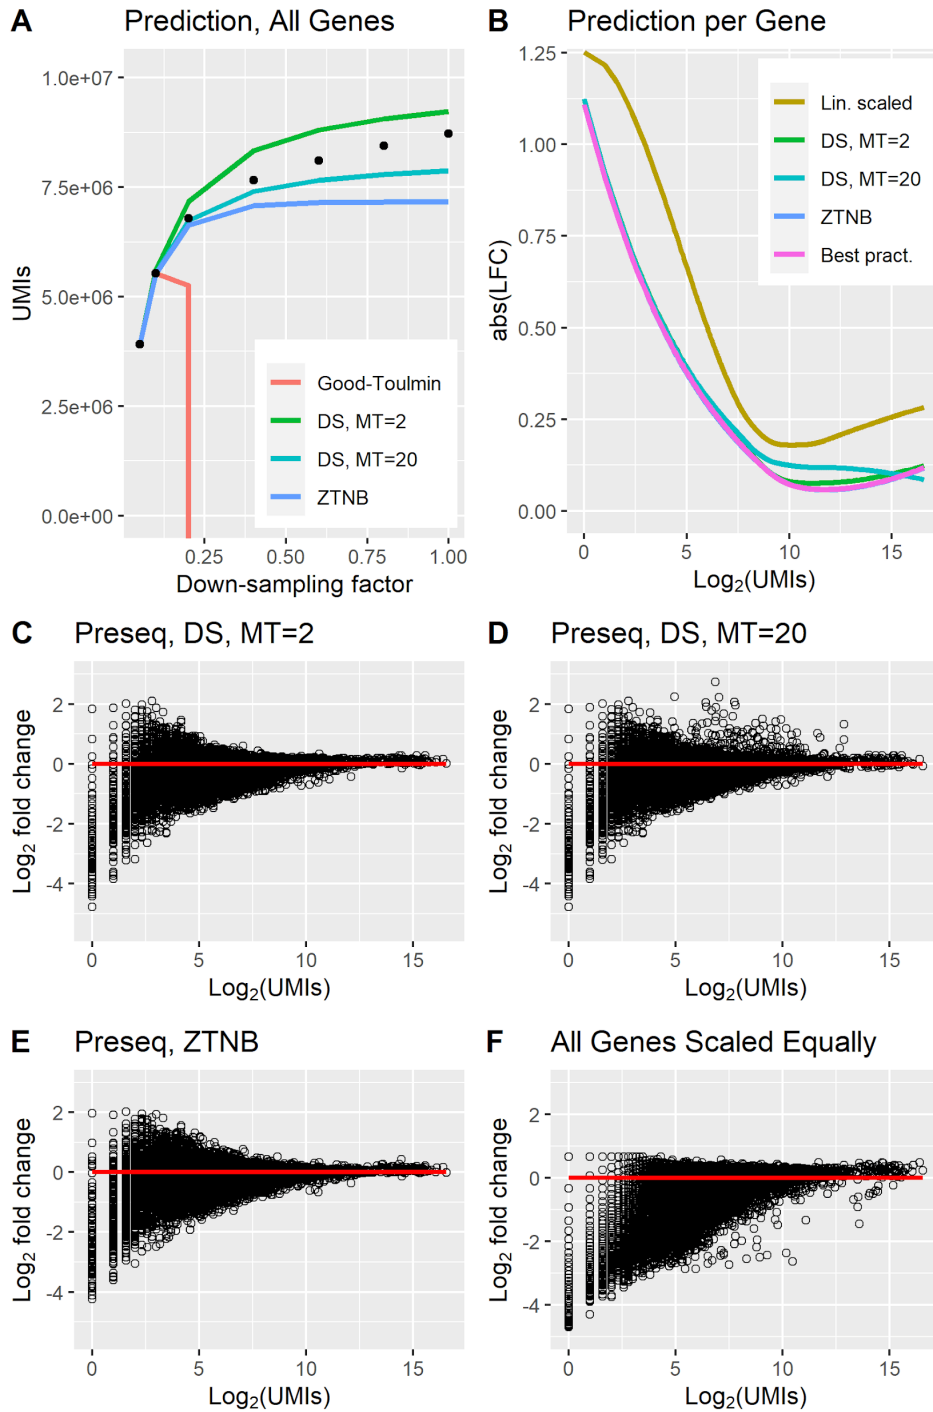 A Prediction, All Genes
1.0e+07
7.5e+06
5.0e+06
2.5e+06
0.0e+00
UMIs
Good-Toulmin
DS, MT=2
DS, MT=20
ZTNB
0.25 0.50 0.75 1.00
Down-sampling factor
B Prediction per Gene
1.25
1.00
0.75
0.50
0.25
0.00
abs(LFC)
Lin. scaled
DS, MT=2
DS, MT=20
ZTNB
Best pract.
0 5 10 15
Log2(UMIs)
C Preseq, DS, MT=2
2
0
-2
-4
Log2 fold change
0 5 10 15
Log2(UMIs)
D Preseq, DS, MT=20
2
0
-2
-4
Log2 fold change
0 5 10 15
Log2(UMIs)
E Preseq, ZTNB
2
0
-2
-4
Log2 fold change
0 5 10 15
Log2(UMIs)
F All Genes Scaled Equally
2
0
-2
-4
Log2 fold change
0 5 10 15
Log2(UMIs)